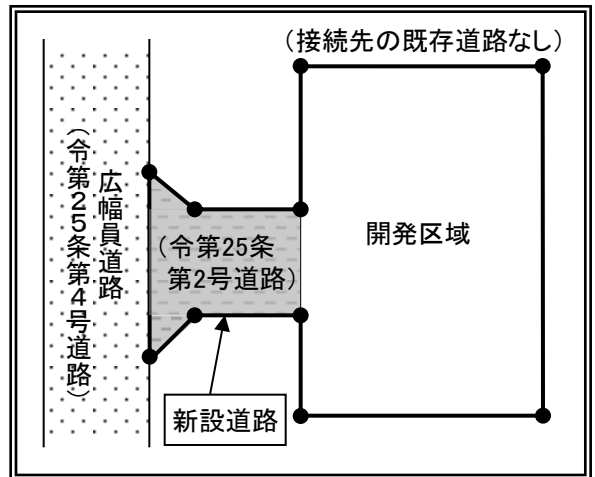 （接続先の既存道路なし）
広幅員道路
（令第25条第4号道路）
（令第25条
第2号道路）
開発区域
新設道路